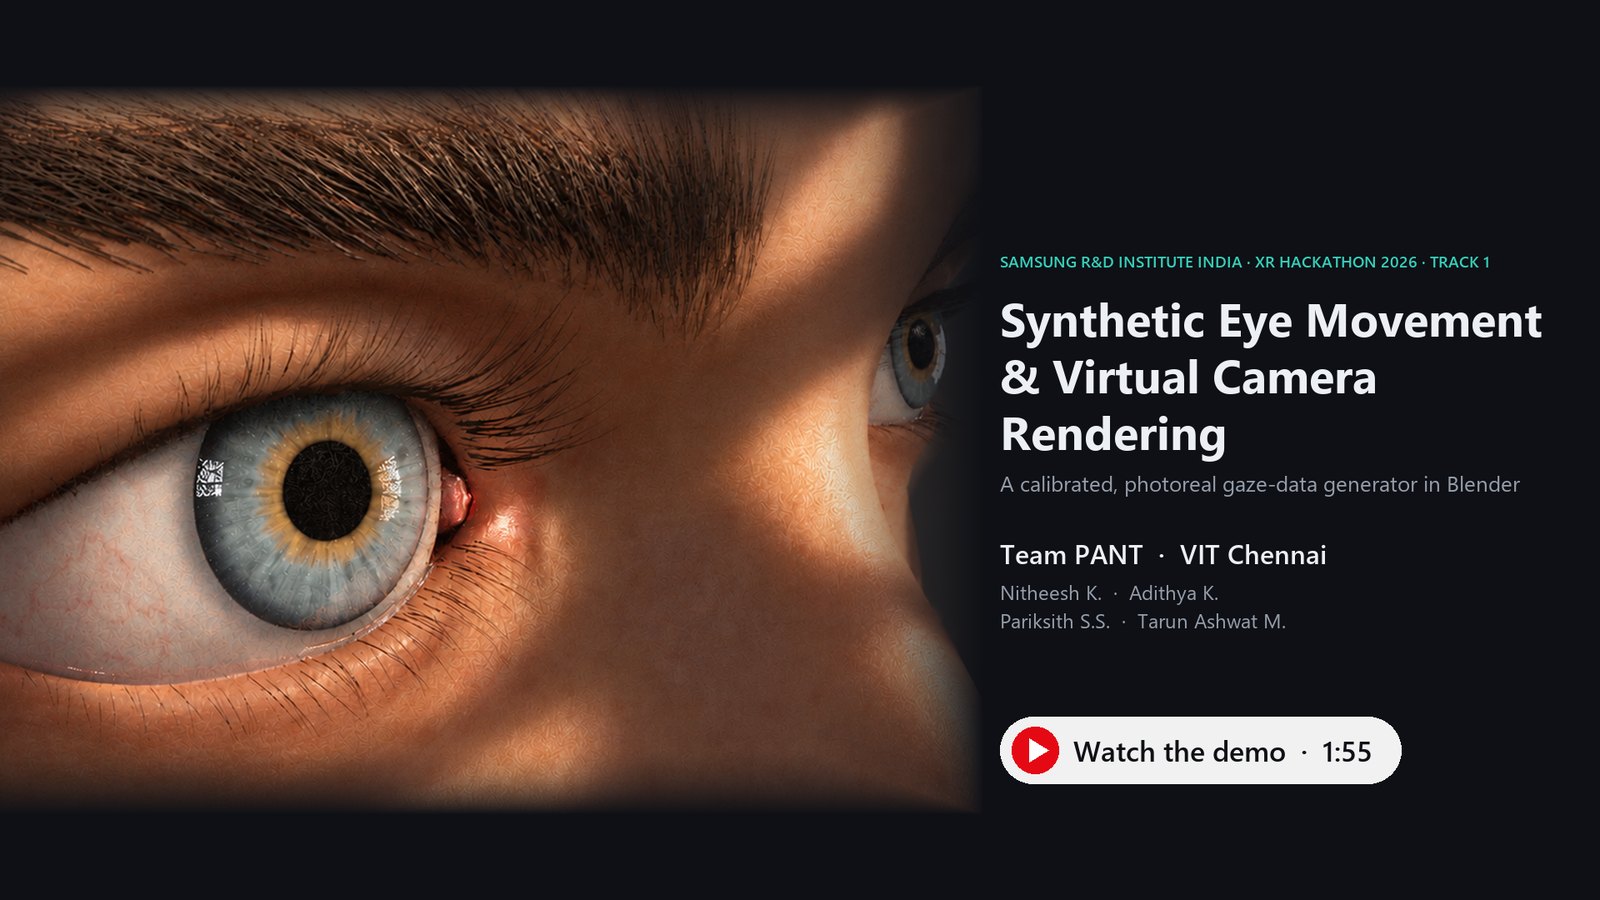 SAMSUNG R&D INSTITUTE INDIA · XR HACKATHON 2026 · TRACK 1
Synthetic Eye Movement
& Virtual Camera
Rendering
A calibrated, photoreal gaze-data generator in Blender
Team PANT · VIT Chennai
Nitheesh K. · Adithya K.
Pariksith S.S. · Tarun Ashwat M.
Watch the demo · 1:55